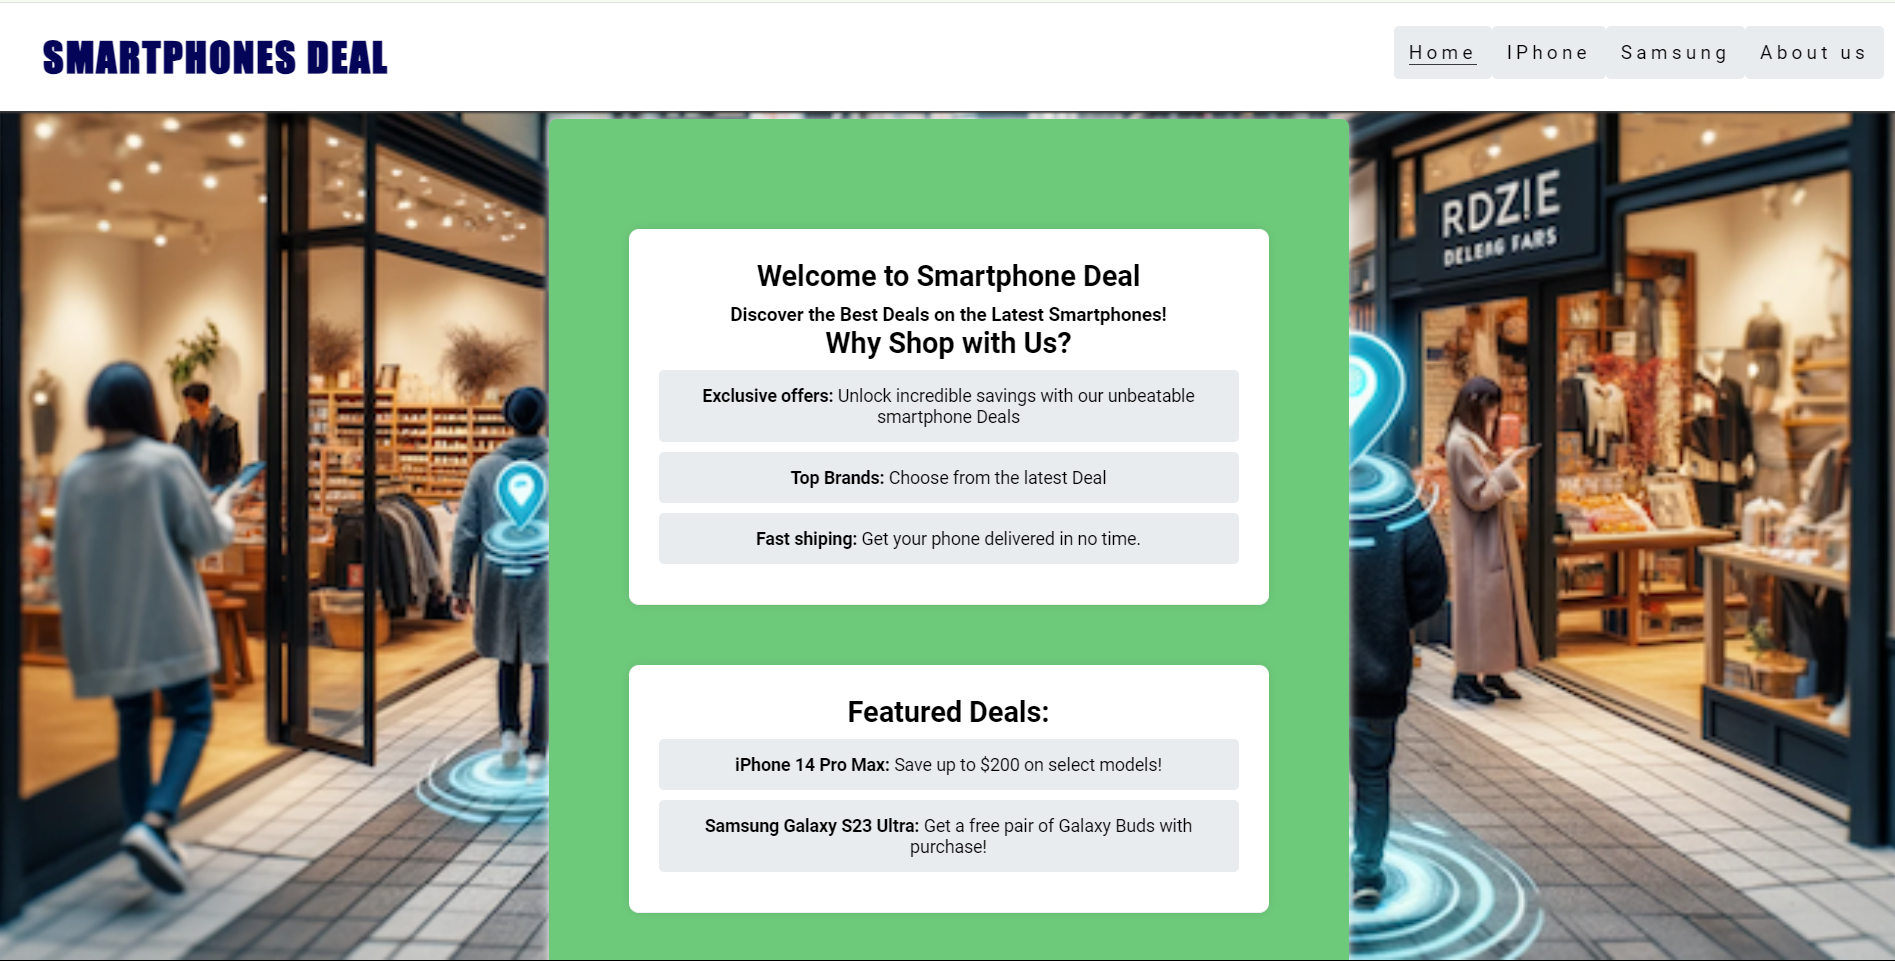 SMARTPHONES DEAL
Home IPhone Samsung About us
RDZ!E
DELENG FARS
Welcome to Smartphone Deal
Discover the Best Deals on the Latest Smartphones!
Why Shop with Us?
Exclusive offers: Unlock incredible savings with our unbeatable
smartphone Deals
Top Brands: Choose from the latest Deal
Fast shiping: Get your phone delivered in no time.
Featured Deals:
iPhone 14 Pro Max: Save up to $200 on select models!
Samsung Galaxy S23 Ultra: Get a free pair of Galaxy Buds with
purchase!